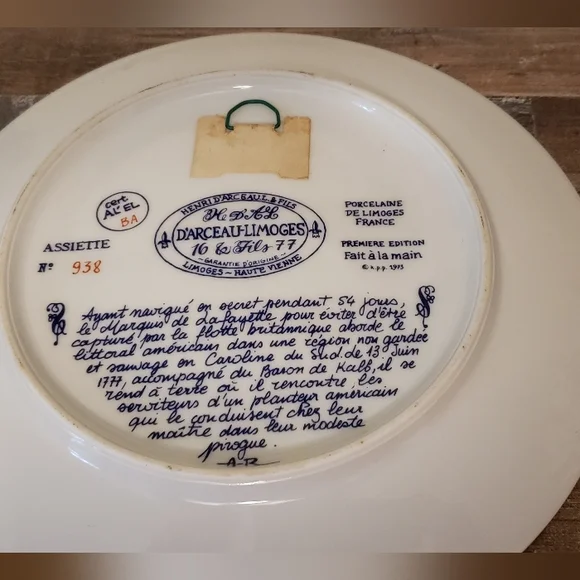 cert
AL'EL
BA
ASSIETTE
Nº 938
HENRI D'ARCEAU & FILS
H D A L
D'ARCEAU-LIMOGES
16 & Fils 77
GARANTIE D'ORIGINE
LIMOGES - HAUTE VIENNE
PORCELAINE
DE LIMOGES
FRANCE
PREMIÈRE EDITION
Fait à la main
© 1973
Ayant navigué en secret pendant 54 jours,
le Marquis de Lafayette pour éviter d'être
capturé par la flotte britannique aborde le
littoral américain dans une région non gardée
et sauvage en Caroline du Sud. le 13 Juin
1777, accompagné du Baron de Kalb, il se
rend à terre où il rencontre les
serviteurs d'un planteur américain
qui le conduisent chez leur
maître dans leur modeste
pirogue.
A-R